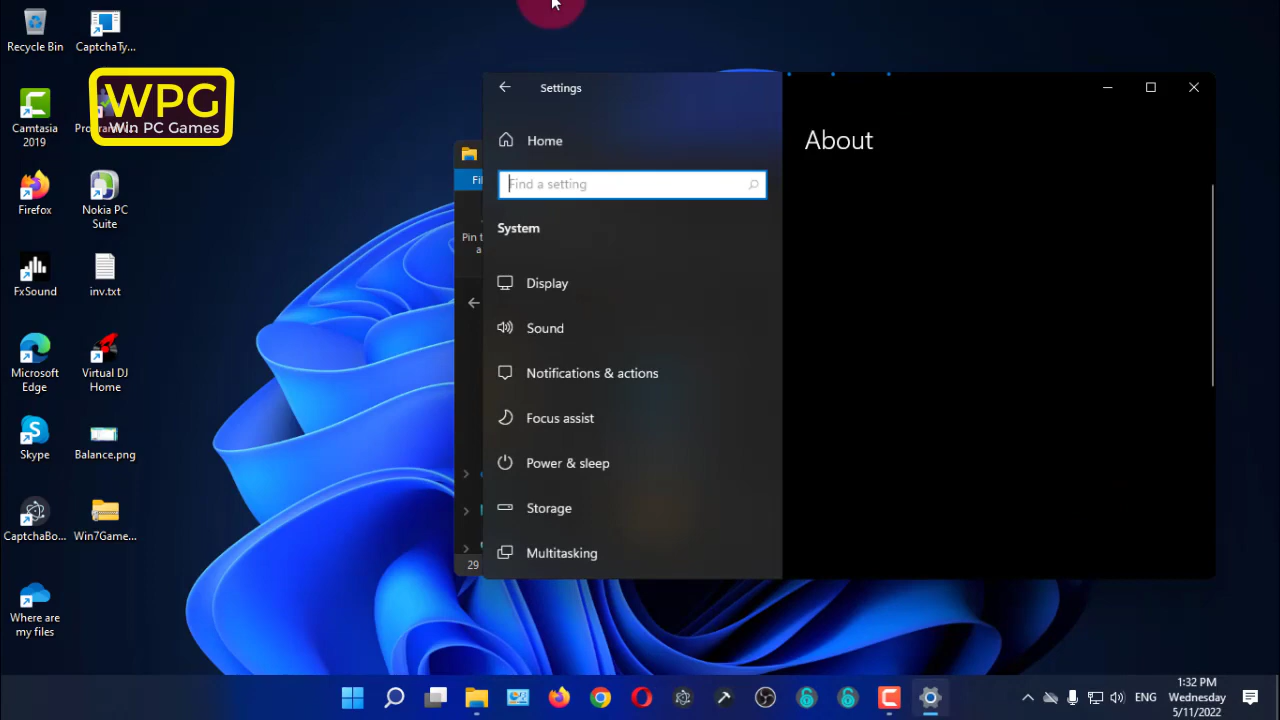 Recycle Bin
CaptchaTy...
WPG
Win PC Games
Camtasia
2019
Firefox
Nokia PC
Suite
FxSound
inv.txt
Microsoft
Edge
Virtual DJ
Home
Skype
Balance.png
CaptchaBo...
Win7Game...
Where are
my files
Settings
Home
Find a setting
System
Display
Sound
Notifications & actions
Focus assist
Power & sleep
Storage
Multitasking
About
29
ENG
1:32 PM
Wednesday
5/11/2022